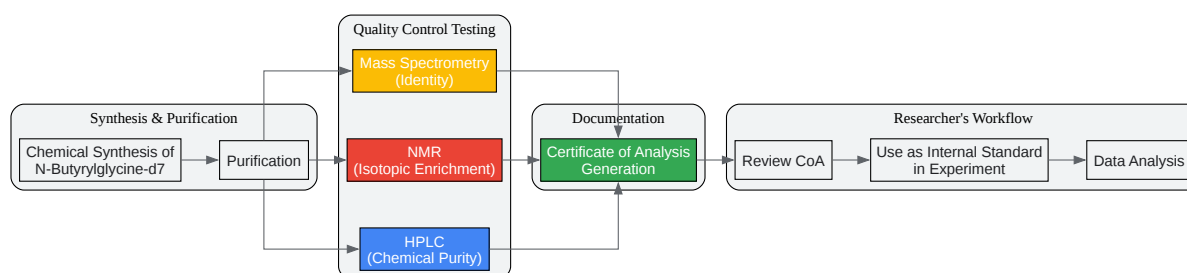 Synthesis & Purification
Chemical Synthesis of
N-Butyrylglycine-d7
Purification
Quality Control Testing
Mass Spectrometry
(Identity)
NMR
(Isotopic Enrichment)
HPLC
(Chemical Purity)
Documentation
Certificate of Analysis
Generation
Researcher's Workflow
Review CoA
Use as Internal Standard
in Experiment
Data Analysis